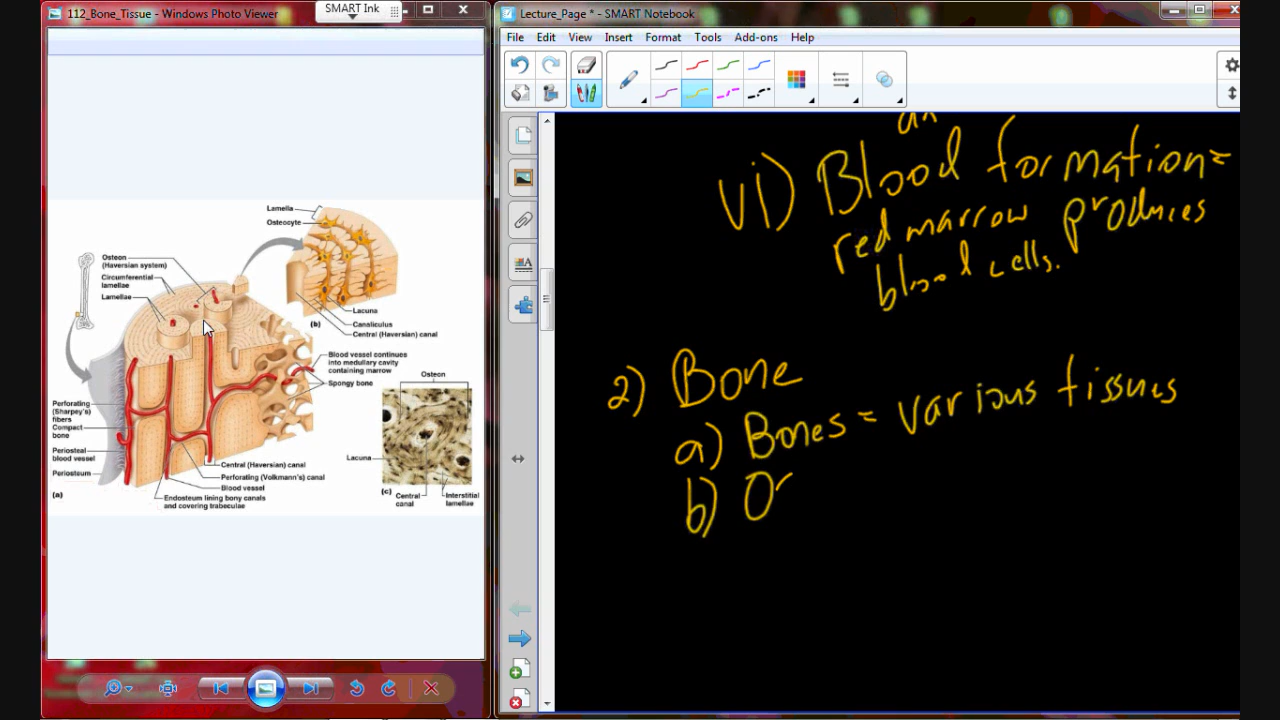 112_Bone_Tissue - Windows Photo Viewer
SMART Ink
Lamella
Osteocyte
Osteon
(Haversian system)
Circumferential
lamellae
Lamellae
Lacuna
Canaliculus
Central (Haversian) canal
(b)
Blood vessel continues
into medullary cavity
containing marrow
Spongy bone
Perforating
(Sharpey's)
fibers
Compact
bone
Periosteal
blood vessel
Periosteum
Central (Haversian) canal
Perforating (Volkmann's) canal
Blood vessel
Endosteum lining bony canals
and covering trabeculae
(a)
Osteon
Lacuna
(c)
Central
canal
Interstitial
lamellae
Lecture_Page * - SMART Notebook
File Edit View Insert Format Tools Add-ons Help
vi) Blood formation=
red marrow produces
blood cells.
2) Bone
a) Bones = various tissues
b) Or